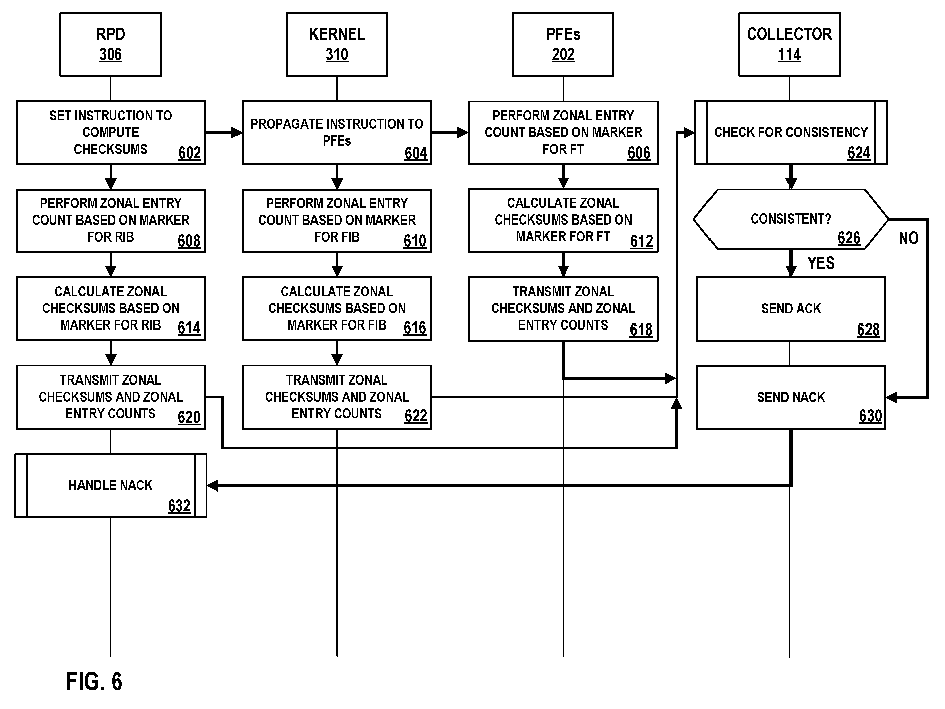 RPD
306
KERNEL
310
PFEs
202
COLLECTOR
114
SET INSTRUCTION TO
COMPUTE
CHECKSUMS
602
PROPAGATE INSTRUCTION TO
PFEs
604
PERFORM ZONAL ENTRY
COUNT BASED ON MARKER
FOR FT
606
CHECK FOR CONSISTENCY
624
PERFORM ZONAL ENTRY
COUNT BASED ON MARKER
FOR RIB
608
PERFORM ZONAL ENTRY
COUNT BASED ON MARKER
FOR FIB
610
CALCULATE ZONAL
CHECKSUMS BASED ON
MARKER FOR FT
612
CONSISTENT?
626
NO
YES
CALCULATE ZONAL
CHECKSUMS BASED ON
MARKER FOR RIB
614
CALCULATE ZONAL
CHECKSUMS BASED ON
MARKER FOR FIB
616
TRANSMIT ZONAL
CHECKSUMS AND ZONAL
ENTRY COUNTS
618
SEND ACK
628
TRANSMIT ZONAL
CHECKSUMS AND ZONAL
ENTRY COUNTS
620
TRANSMIT ZONAL
CHECKSUMS AND ZONAL
ENTRY COUNTS
622
SEND NACK
630
HANDLE NACK
632
FIG. 6